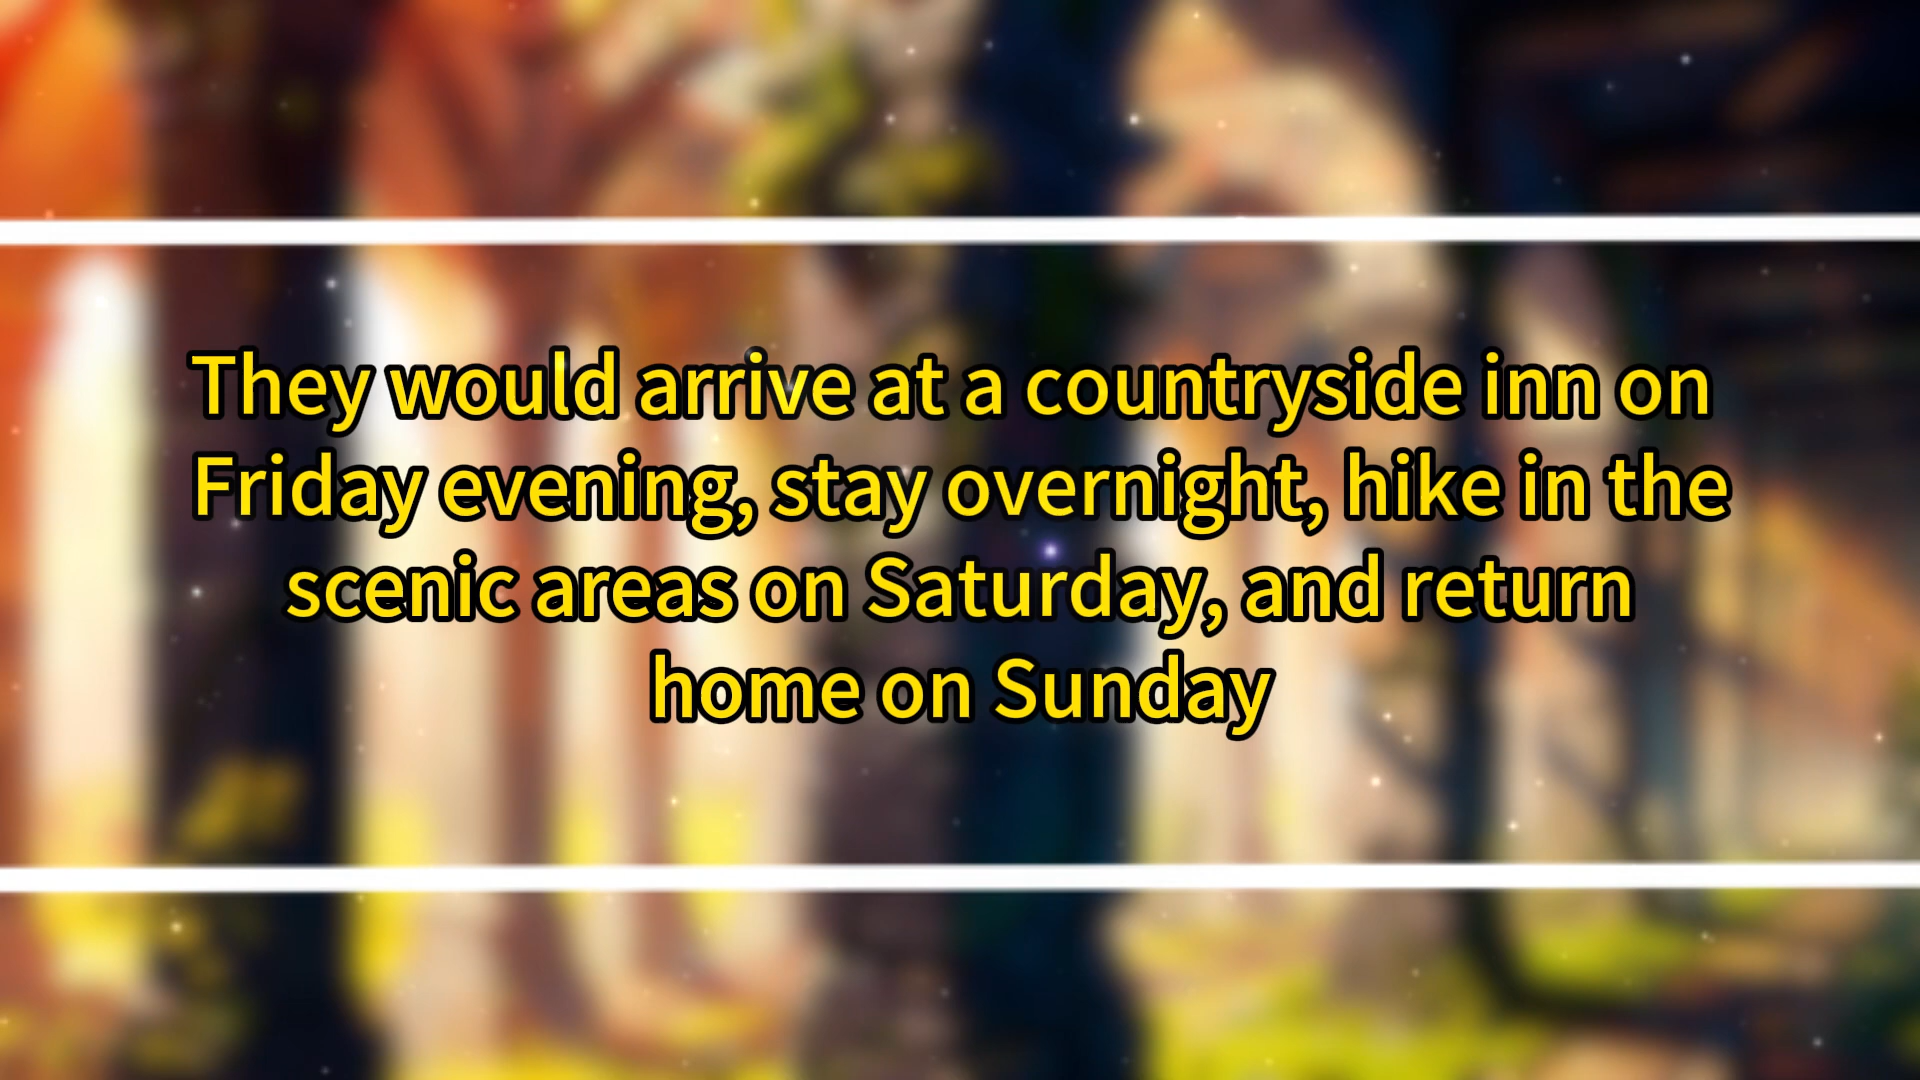 They would arrive at a countryside inn on
Friday evening, stay overnight, hike in the
scenic areas on Saturday, and return
home on Sunday